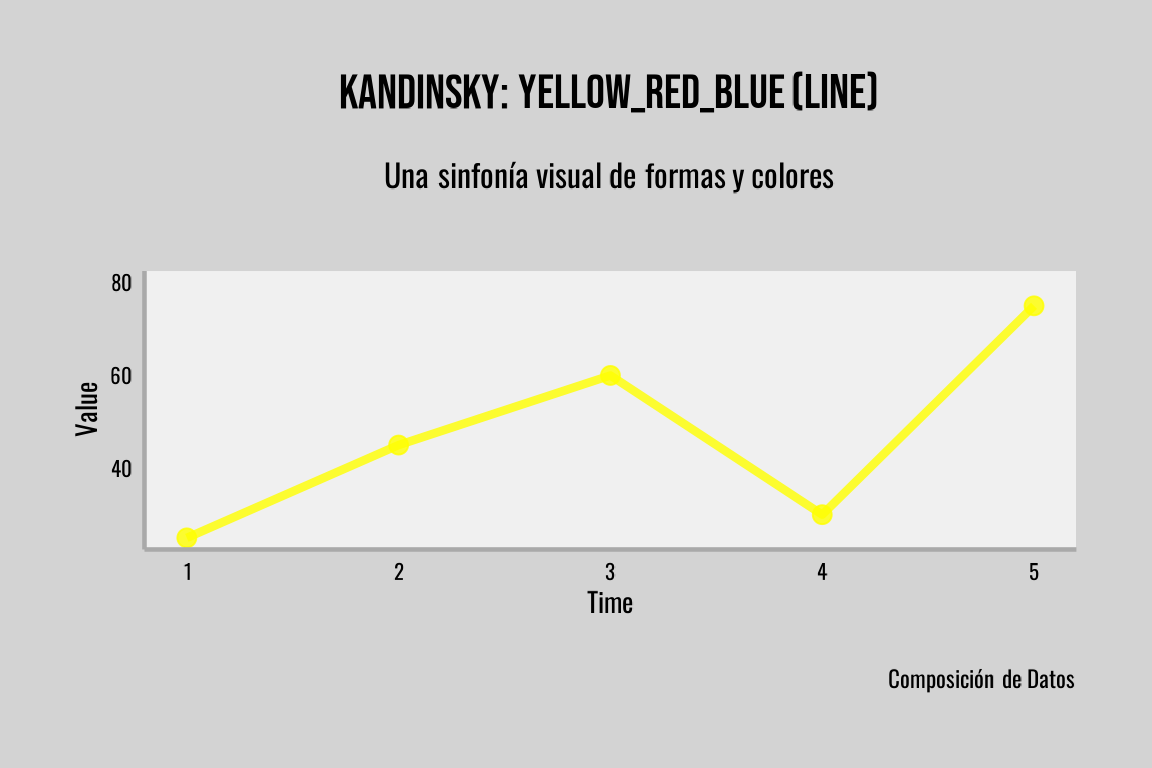 KANDINSKY: YELLOW_RED_BLUE (LINE)
Una sinfonía visual de formas y colores
80
60
40
Value
1 2 3 4 5
Time
Composición de Datos